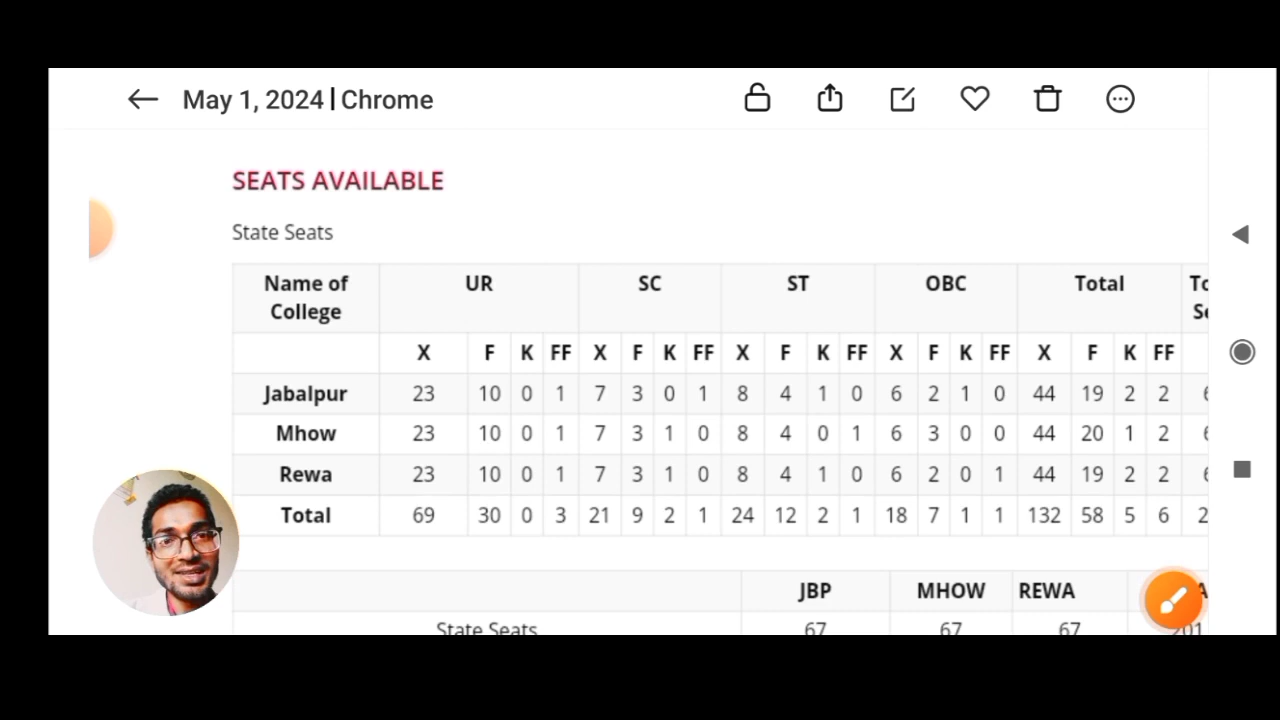 May 1, 2024 | Chrome
SEATS AVAILABLE
State Seats
Name of College UR SC ST OBC Total
X F K FF X F K FF X F K FF X F K FF X F K FF
Jabalpur 23 10 0 1 7 3 0 1 8 4 1 0 6 2 1 0 44 19 2 2
Mhow 23 10 0 1 7 3 1 0 8 4 0 1 6 3 0 0 44 20 1 2
Rewa 23 10 0 1 7 3 1 0 8 4 1 0 6 2 0 1 44 19 2 2
Total 69 30 0 3 21 9 2 1 24 12 2 1 18 7 1 1 132 58 5 6
JBP MHOW REWA
State Seats 67 67 67 201